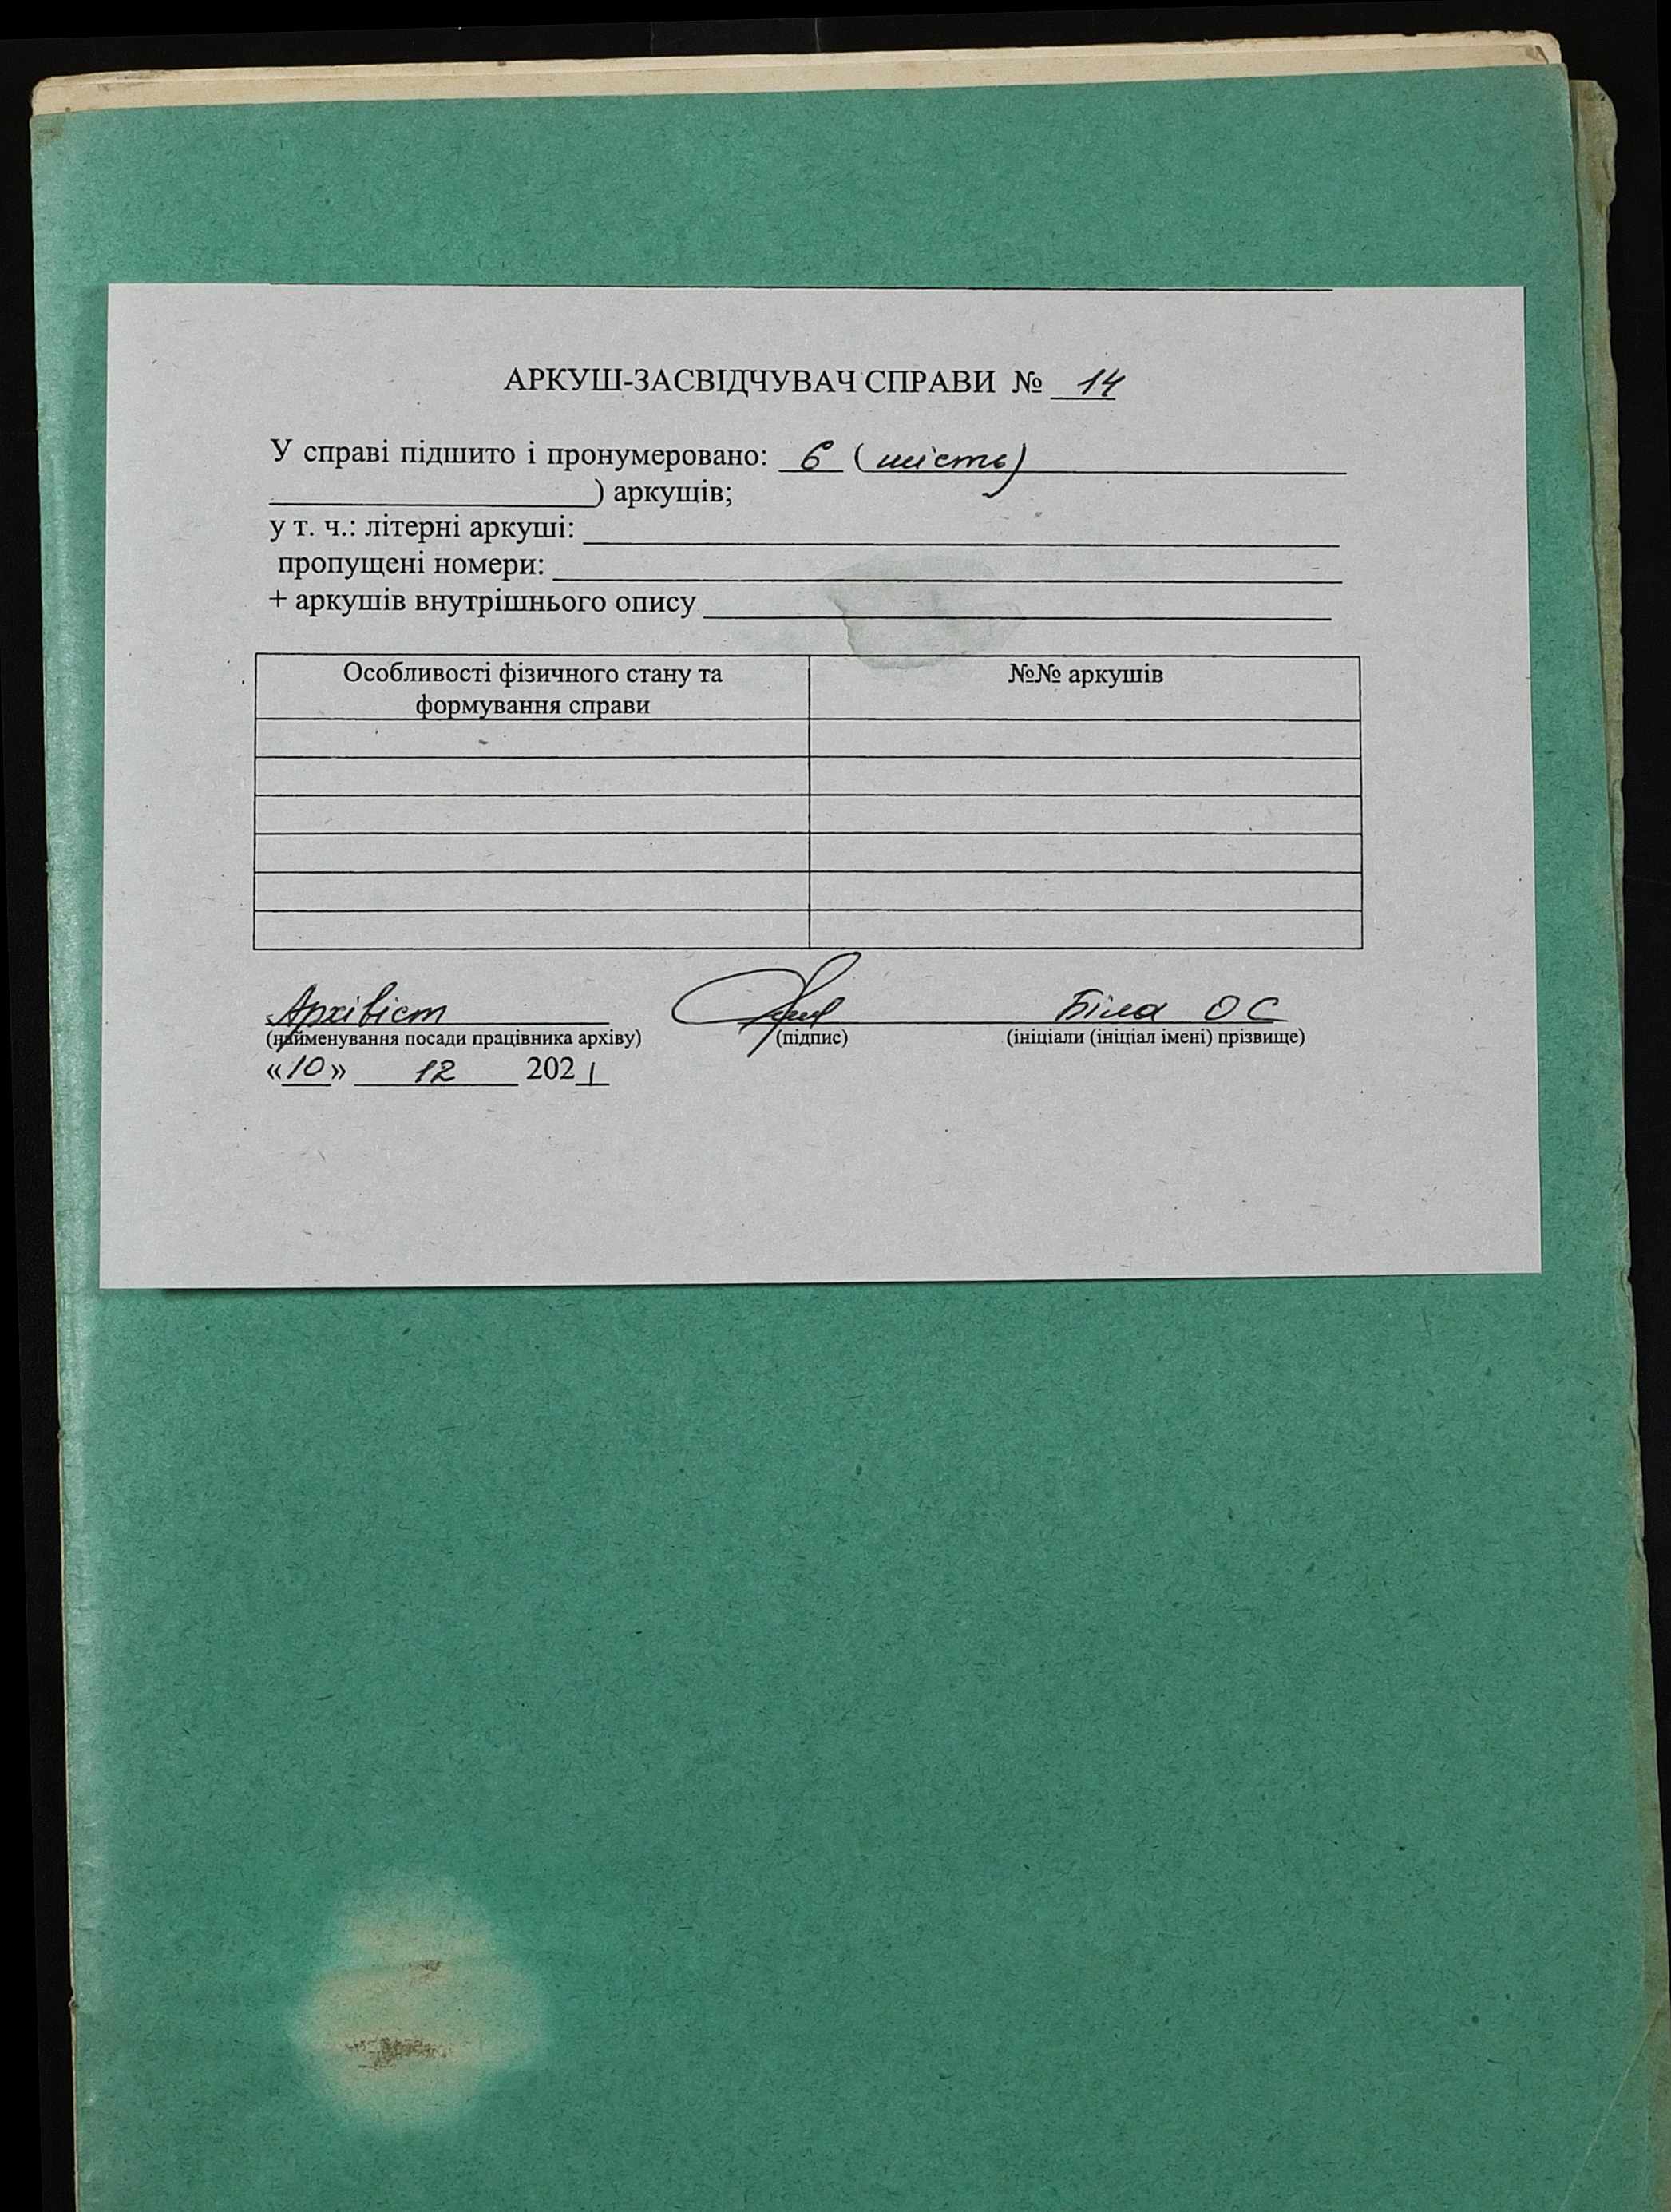 АРКУШ-ЗАСВІДЧУВАЧ СПРАВИ № 14
У справі підшито і пронумеровано: 6 (шість)
) аркушів;
у т. ч.: літерні аркуші:
пропущені номери:
+ аркушів внутрішнього опису
Особливості фізичного стану та формування справи
№№ аркушів
Архівіст
Біла ОС
(найменування посади працівника архіву) (підпис) (ініціали (ініціал імені) прізвище)
«10» 12 2021